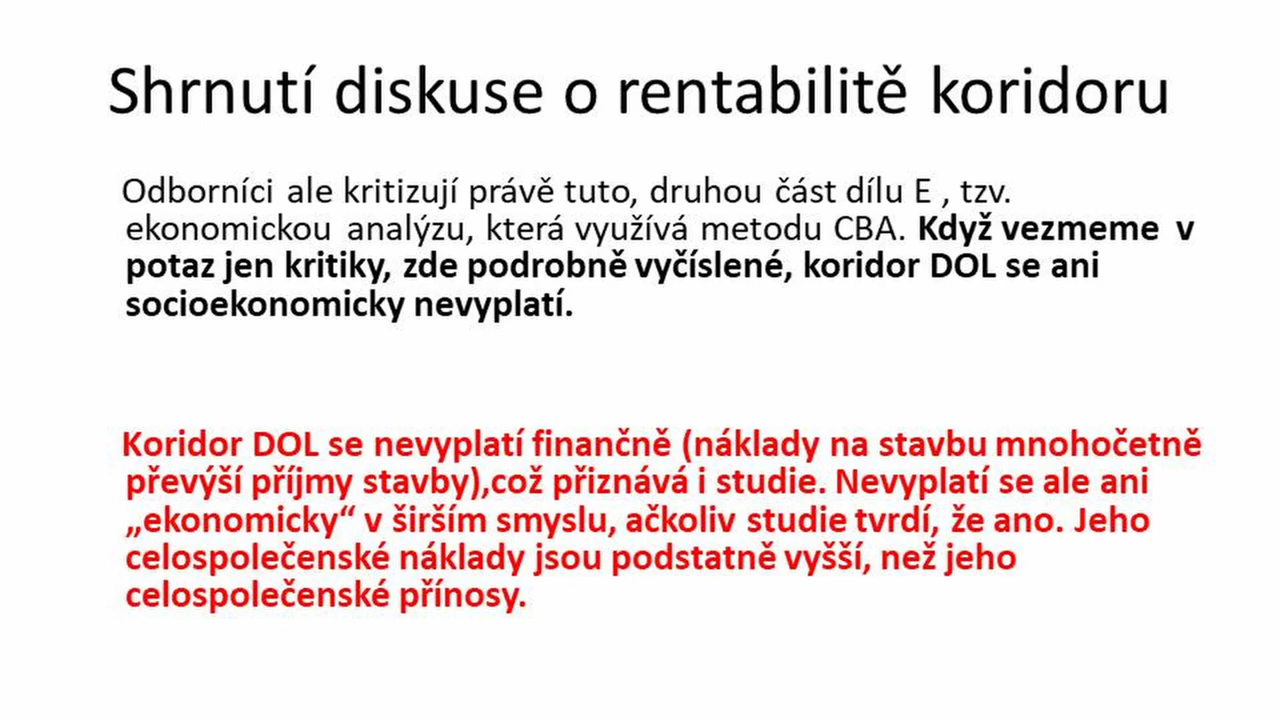 Shrnutí diskuse o rentabilitě koridoru
Odborníci ale kritizují právě tuto, druhou část dílu E , tzv.
ekonomickou analýzu, která využívá metodu CBA. Když vezmeme v
potaz jen kritiky, zde podrobně vyčíslené, koridor DOL se ani
socioekonomicky nevyplatí.
Koridor DOL se nevyplatí finančně (náklady na stavbu mnohočetně
převýší příjmy stavby),což přiznává i studie. Nevyplatí se ale ani
„ekonomicky“ v širším smyslu, ačkoliv studie tvrdí, že ano. Jeho
celospolečenské náklady jsou podstatně vyšší, než jeho
celospolečenské přínosy.